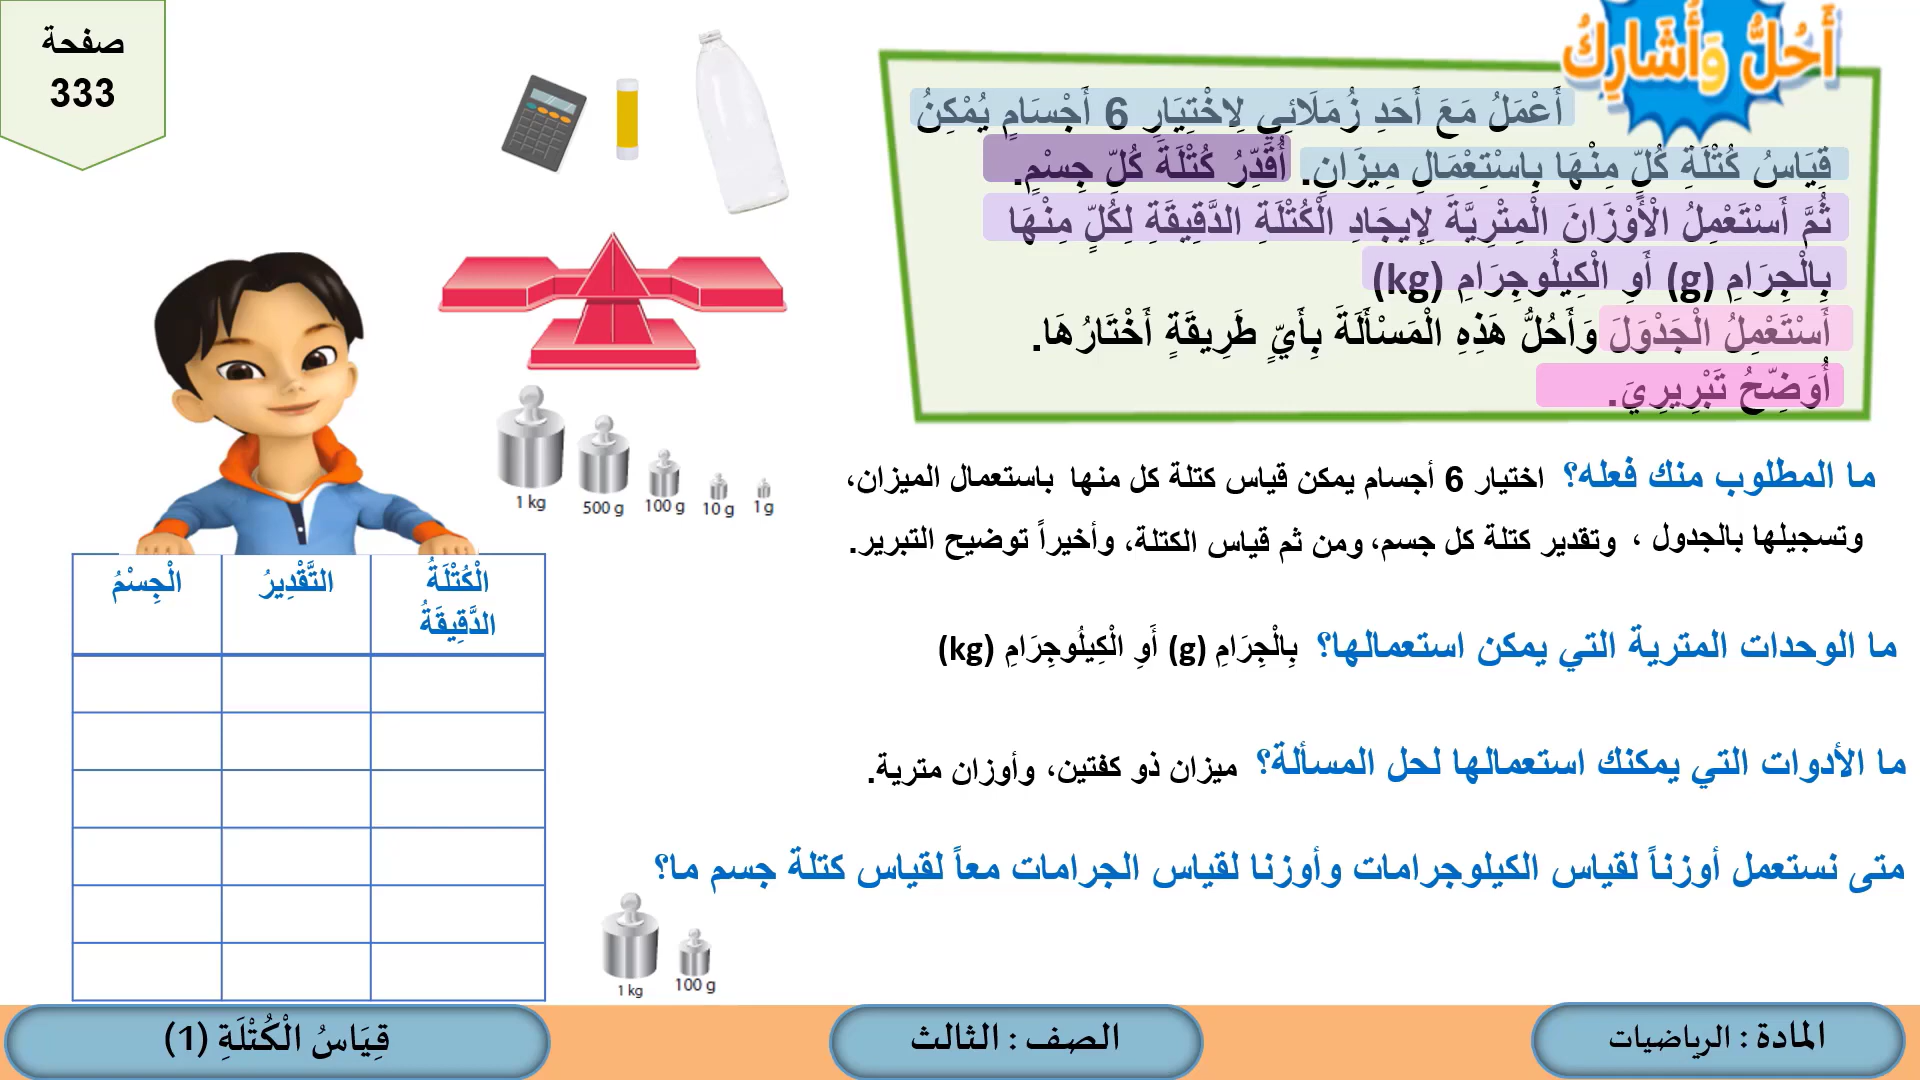 صفحة
333
أَحُلُّ وَأُشَارِكُ
أَعْمَلُ مَعَ أَحَدِ زُمَلَائِي لِاخْتِيَارِ 6 أَجْسَامٍ يُمْكِنُ
قِيَاسُ كُتْلَةِ كُلٍّ مِنْهَا بِاسْتِعْمَالِ مِيزَانٍ. أُقَدِّرُ كُتْلَةَ كُلِّ جِسْمٍ.
ثُمَّ أَسْتَعْمِلُ الْأَوْزَانَ الْمِتْرِيَّةَ لِإِيجَادِ الْكُتْلَةِ الدَّقِيقَةِ لِكُلٍّ مِنْهَا
بِالْجِرَامِ (g) أَوِ الْكِيلُوجِرَامِ (kg)
أَسْتَعْمِلُ الْجَدْوَلَ وَأَحُلُّ هَذِهِ الْمَسْأَلَةَ بِأَيِّ طَرِيقَةٍ أَخْتَارُهَا.
أُوَضِّحُ تَبْرِيرِيَ.
1 kg
500 g
100 g
10 g
1 g
ما المطلوب منك فعله؟ اختيار 6 أجسام يمكن قياس كتلة كل منها باستعمال الميزان،
وتسجيلها بالجدول ، وتقدير كتلة كل جسم، ومن ثم قياس الكتلة، وأخيراً توضيح التبرير.
ما الوحدات المترية التي يمكن استعمالها؟ بِالْجِرَامِ (g) أَوِ الْكِيلُوجِرَامِ (kg)
ما الأدوات التي يمكنك استعمالها لحل المسألة؟ ميزان ذو كفتين، وأوزان مترية.
متى نستعمل أوزناً لقياس الكيلوجرامات وأوزنا لقياس الجرامات معاً لقياس كتلة جسم ما؟
الْكُتْلَةُ الدَّقِيقَةُ
التَّقْدِيرُ
الْجِسْمُ
1 kg
100 g
المادة : الرياضيات
الصف : الثالث
قِيَاسُ الْكُتْلَةِ (1)